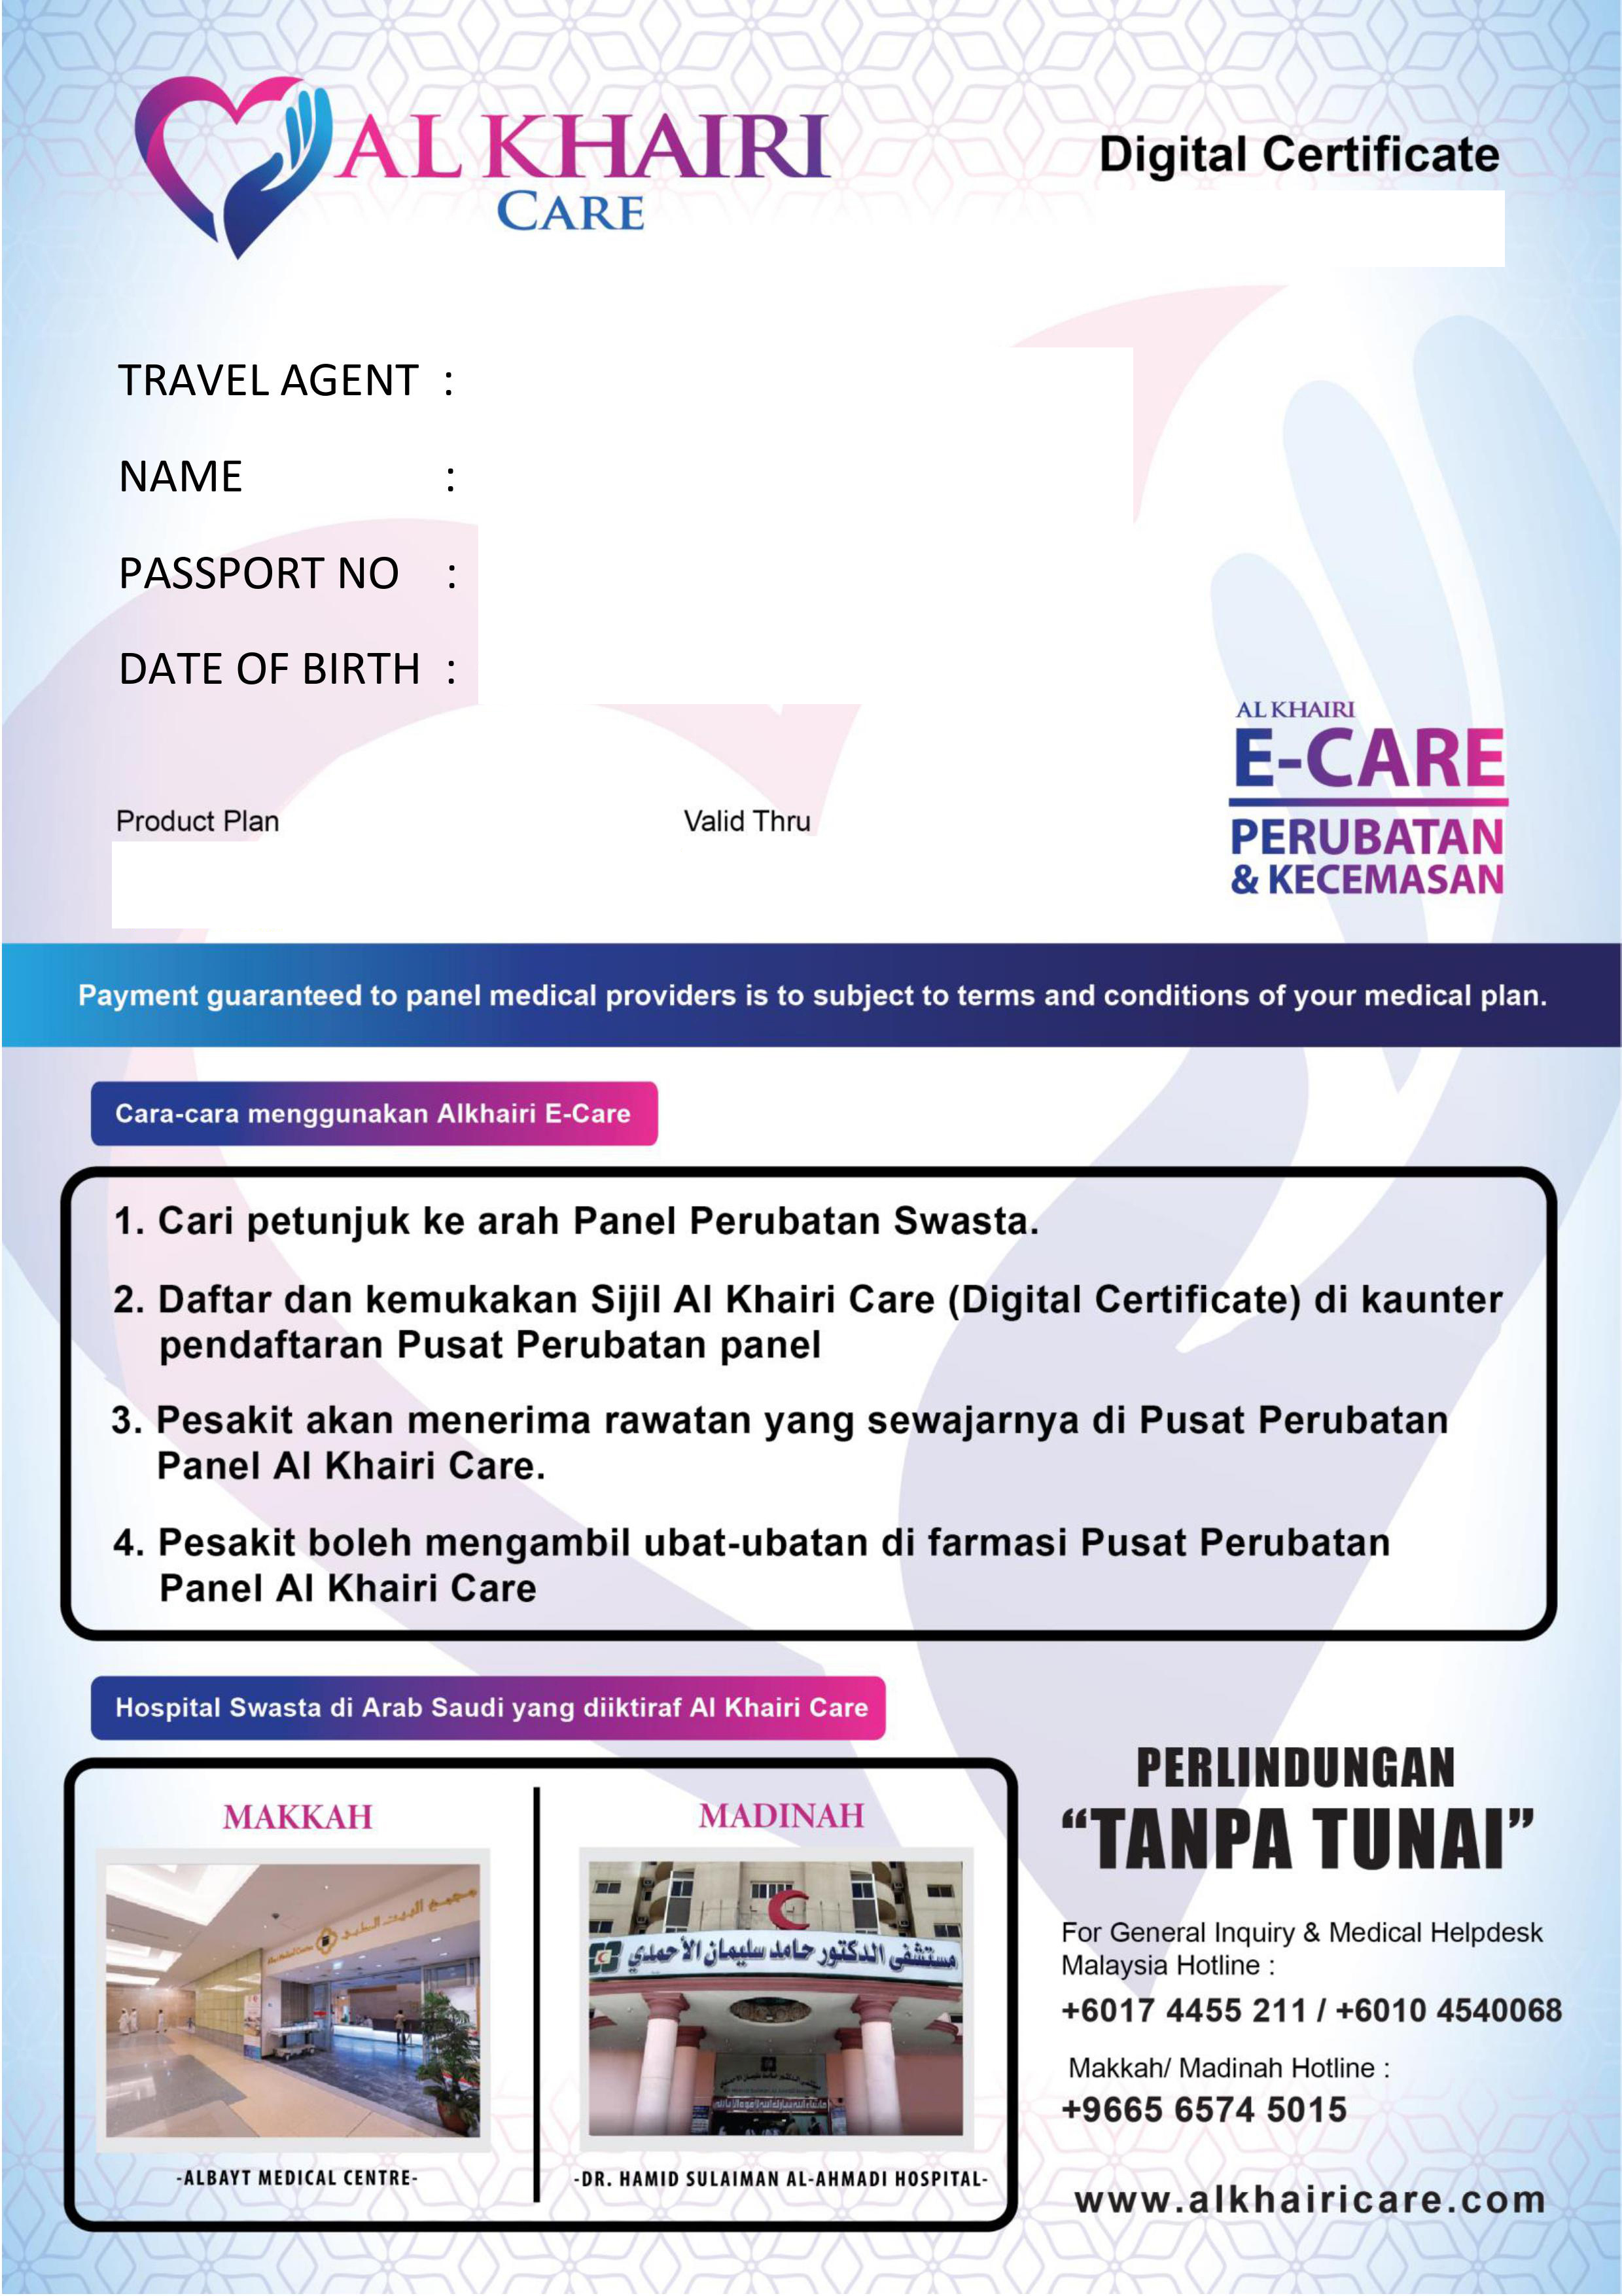 AL KHAIRI
CARE
Digital Certificate
TRAVEL AGENT :
NAME :
PASSPORT NO :
DATE OF BIRTH :
AL KHAIRI
E-CARE
PERUBATAN
& KECEMASAN
Product Plan
Valid Thru
Payment guaranteed to panel medical providers is to subject to terms and conditions of your medical plan.
Cara-cara menggunakan Alkhairi E-Care
1. Cari petunjuk ke arah Panel Perubatan Swasta.
2. Daftar dan kemukakan Sijil Al Khairi Care (Digital Certificate) di kaunter
pendaftaran Pusat Perubatan panel
3. Pesakit akan menerima rawatan yang sewajarnya di Pusat Perubatan
Panel Al Khairi Care.
4. Pesakit boleh mengambil ubat-ubatan di farmasi Pusat Perubatan
Panel Al Khairi Care
Hospital Swasta di Arab Saudi yang diiktiraf Al Khairi Care
MAKKAH
مجمع البيت الطبي
-ALBAYT MEDICAL CENTRE-
MADINAH
مستشفى الدكتور حامد سليمان الأحمدي
-DR. HAMID SULAIMAN AL-AHMADI HOSPITAL-
PERLINDUNGAN
“TANPA TUNAI”
For General Inquiry & Medical Helpdesk
Malaysia Hotline :
+6017 4455 211 / +6010 4540068
Makkah/ Madinah Hotline :
+9665 6574 5015
www.alkhairicare.com